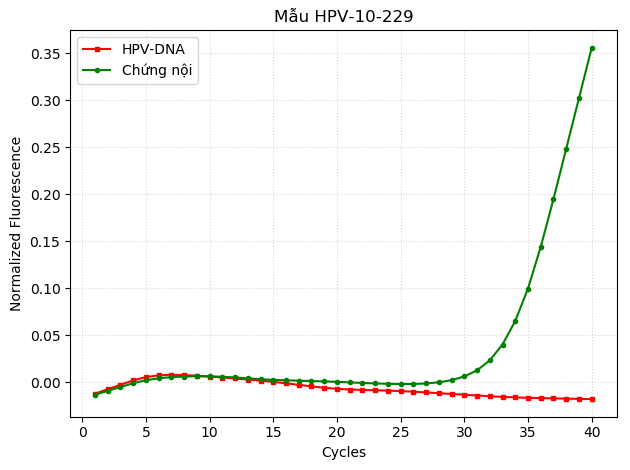 Mẫu HPV-10-229
HPV-DNA
Chứng nội
Normalized Fluorescence
0.35
0.30
0.25
0.20
0.15
0.10
0.05
0.00
0 5 10 15 20 25 30 35 40
Cycles